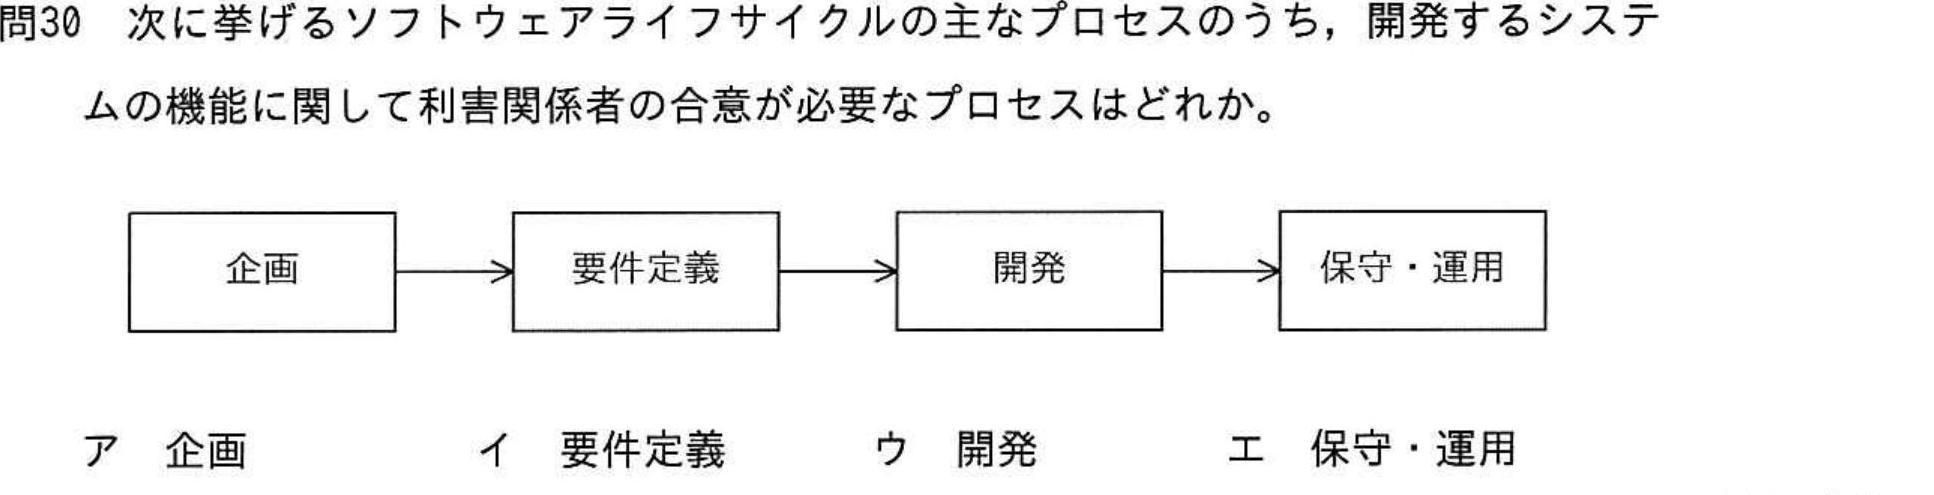 問30 次に挙げるソフトウェアライフサイクルの主なプロセスのうち，開発するシステ
ムの機能に関して利害関係者の合意が必要なプロセスはどれか。
企画 要件定義 開発 保守・運用
ア 企画 イ 要件定義 ウ 開発 エ 保守・運用